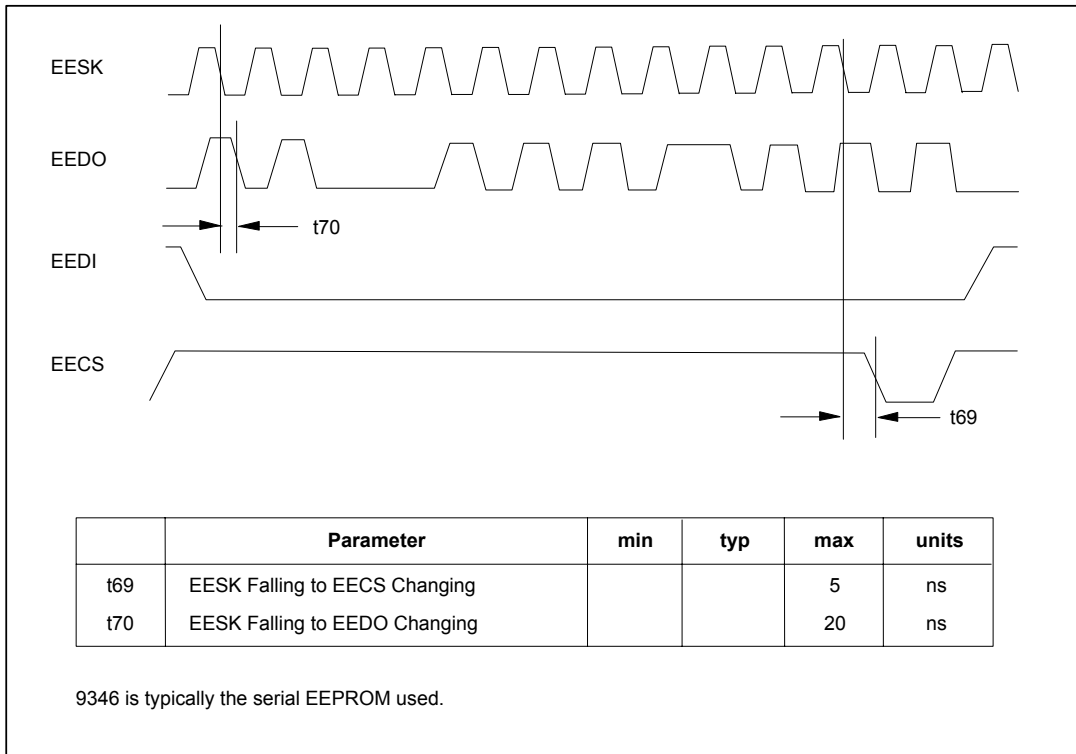 EESK
EEDO
t70
EEDI
EECS
t69
Parameter min typ max units
t69 EESK Falling to EECS Changing 5 ns
t70 EESK Falling to EEDO Changing 20 ns
9346 is typically the serial EEPROM used.